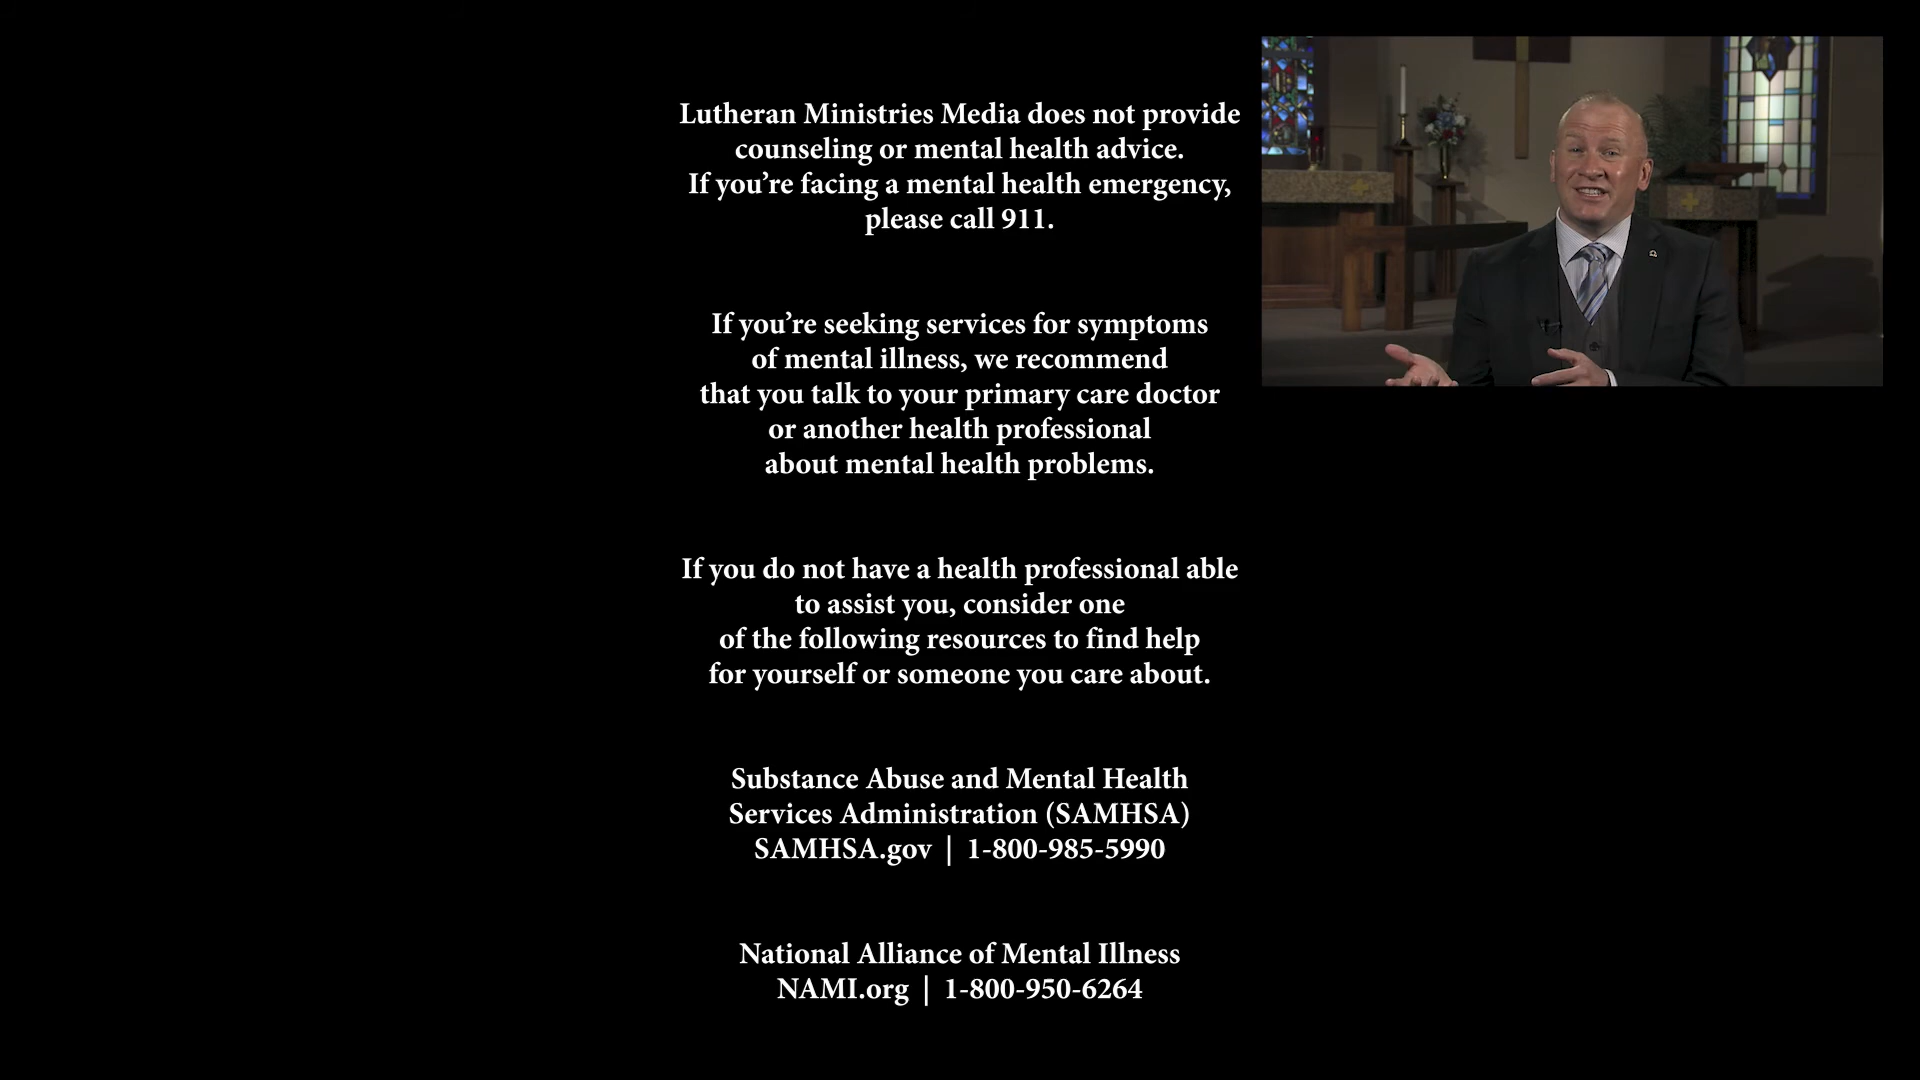 Lutheran Ministries Media does not provide
counseling or mental health advice.
If you’re facing a mental health emergency,
please call 911.
If you’re seeking services for symptoms
of mental illness, we recommend
that you talk to your primary care doctor
or another health professional
about mental health problems.
If you do not have a health professional able
to assist you, consider one
of the following resources to find help
for yourself or someone you care about.
Substance Abuse and Mental Health
Services Administration (SAMHSA)
SAMHSA.gov | 1-800-985-5990
National Alliance of Mental Illness
NAMI.org | 1-800-950-6264